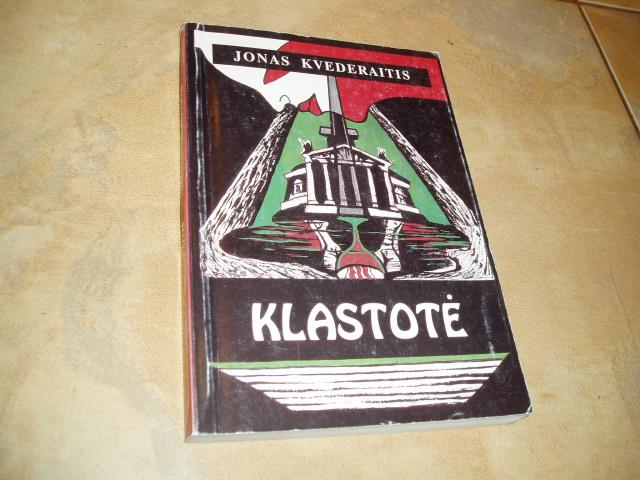 JONAS KVEDERAITIS
KLASTOTĖ